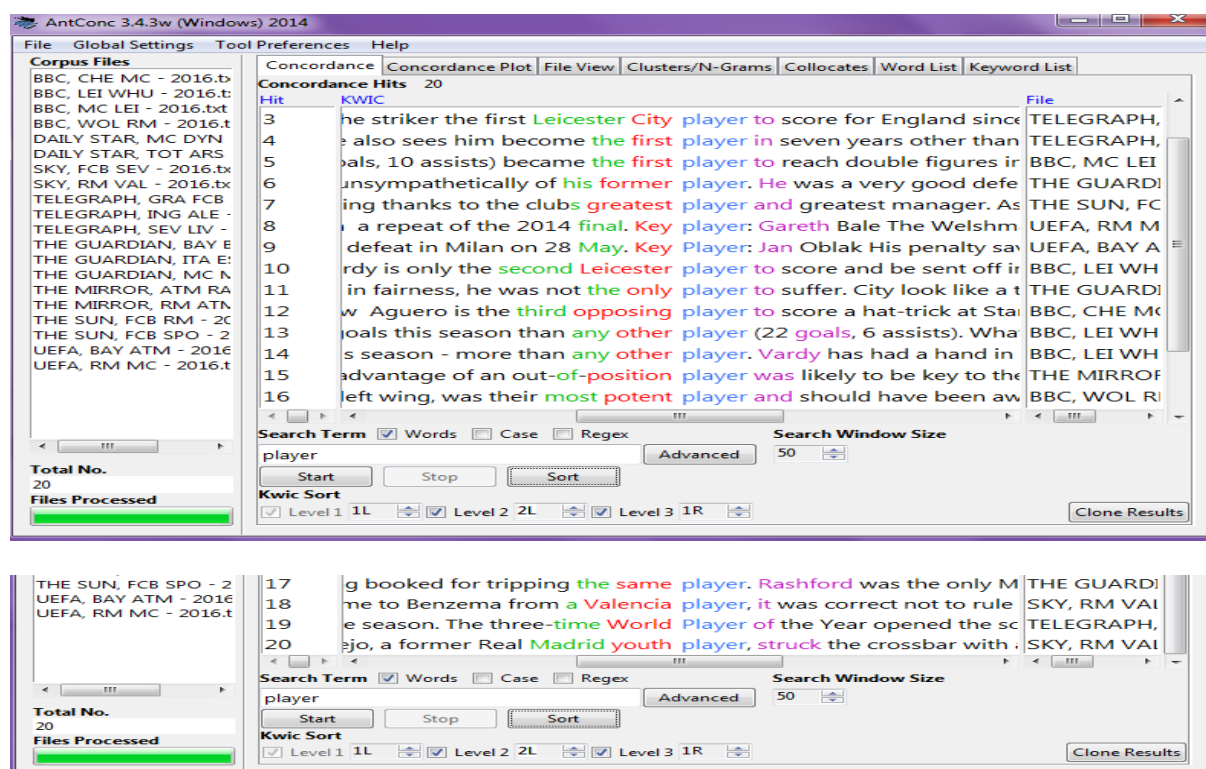 AntConc 3.4.3w (Windows) 2014
File Global Settings Tool Preferences Help
Corpus Files
BBC, CHE MC - 2016.t
BBC, LEI WHU - 2016.t
BBC, MC LEI - 2016.txt
BBC, WOL RM - 2016.t
DAILY STAR, MC DYN
DAILY STAR, TOT ARS
SKY, FCB SEV - 2016.tx
SKY, RM VAL - 2016.tx
TELEGRAPH, GRA FCB
TELEGRAPH, ING ALE -
TELEGRAPH, SEV LIV -
THE GUARDIAN, BAY E
THE GUARDIAN, ITA E
THE GUARDIAN, MC
THE MIRROR, ATM RA
THE MIRROR, RM ATM
THE SUN, FCB RM - 20
THE SUN, FCB SPO - 2
UEFA, BAY ATM - 2016
UEFA, RM MC - 2016.t
Total No.
20
Files Processed
Concordance Concordance Plot File View Clusters/N-Grams Collocates Word List Keyword List
Concordance Hits 20
Hit KWIC File
3 he striker the first Leicester City player to score for England since TELEGRAPH,
4 e also sees him become the first player in seven years other than TELEGRAPH,
5 oals, 10 assists) became the first player to reach double figures in BBC, MC LEI
6 unsympathetically of his former player. He was a very good defe THE GUARDI
7 ing thanks to the clubs greatest player and greatest manager. As THE SUN, FC
8 a repeat of the 2014 final. Key player: Gareth Bale The Welshm UEFA, RM M
9 defeat in Milan on 28 May. Key Player: Jan Oblak His penalty sav UEFA, BAY A
10 rdy is only the second Leicester player to score and be sent off in BBC, LEI WH
11 in fairness, he was not the only player to suffer. City look like a t THE GUARDI
12 w Aguero is the third opposing player to score a hat-trick at Sta BBC, CHE MC
13 goals this season than any other player (22 goals, 6 assists). Wha BBC, LEI WH
14 s season - more than any other player. Vardy has had a hand in BBC, LEI WH
15 advantage of an out-of-position player was likely to be key to the THE MIRROR
16 left wing, was their most potent player and should have been aw BBC, WOL R
Search Term Words Case Regex Search Window Size
player Advanced 50
Start Stop Sort
Kwic Sort
Level 1 1L Level 2 2L Level 3 1R Clone Results
THE SUN, FCB SPO - 2
UEFA, BAY ATM - 2016
UEFA, RM MC - 2016.t
Total No.
20
Files Processed
17 g booked for tripping the same player. Rashford was the only M THE GUARDI
18 me to Benzema from a Valencia player, it was correct not to rule SKY, RM VAL
19 e season. The three-time World Player of the Year opened the sc TELEGRAPH,
20 ejo, a former Real Madrid youth player, struck the crossbar with SKY, RM VAL
Search Term Words Case Regex Search Window Size
player Advanced 50
Start Stop Sort
Kwic Sort
Level 1 1L Level 2 2L Level 3 1R Clone Results